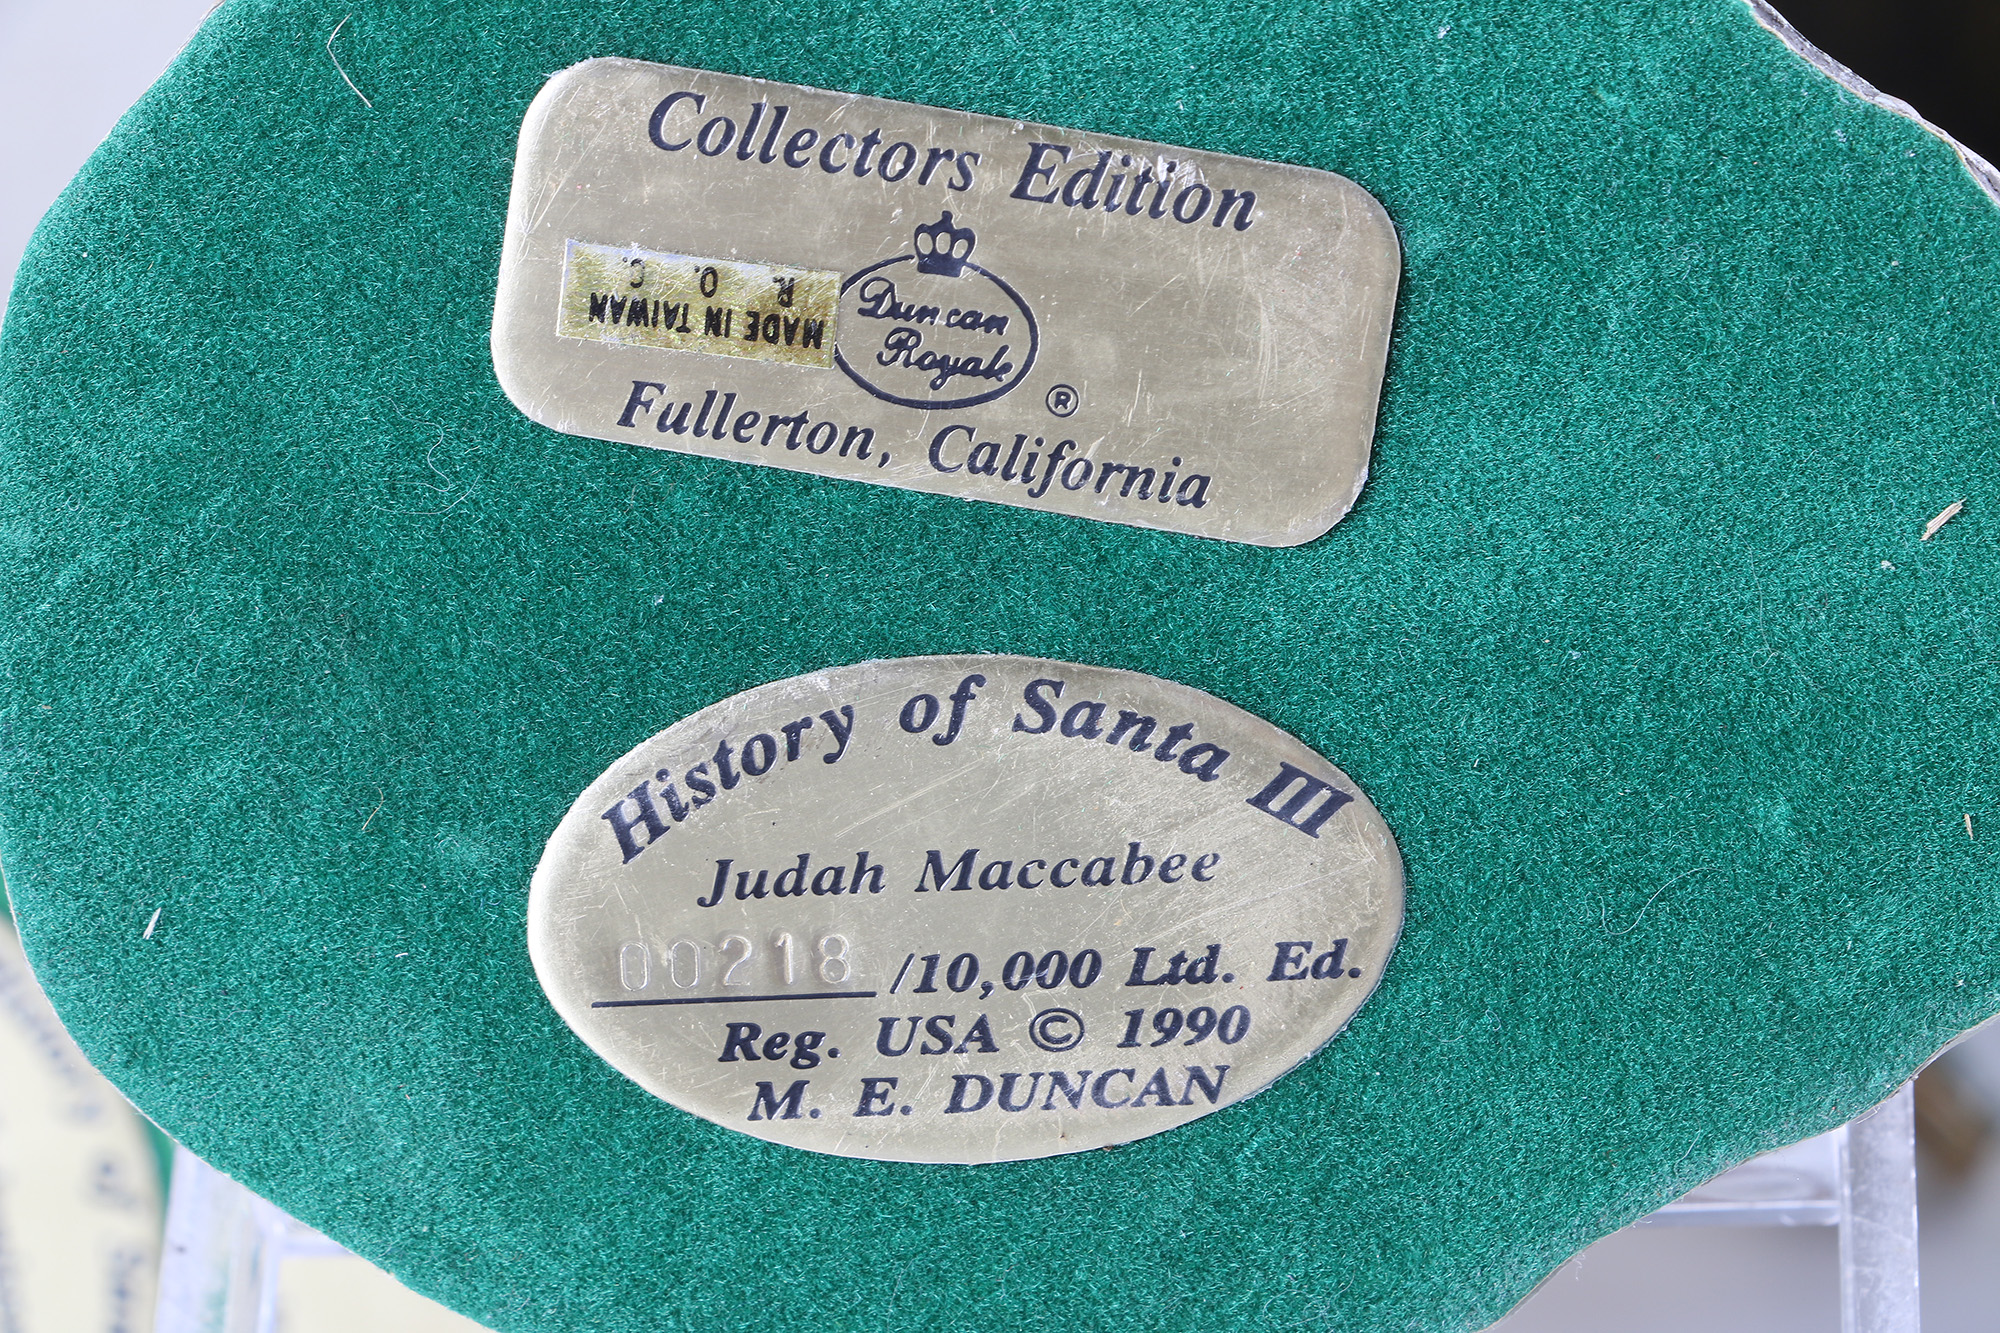 Collectors Edition
Duncan
Royale
®
MADE IN TAIWAN
R. O. C.
Fullerton, California
History of Santa III
Judah Maccabee
00218 /10,000 Ltd. Ed.
Reg. USA © 1990
M. E. DUNCAN